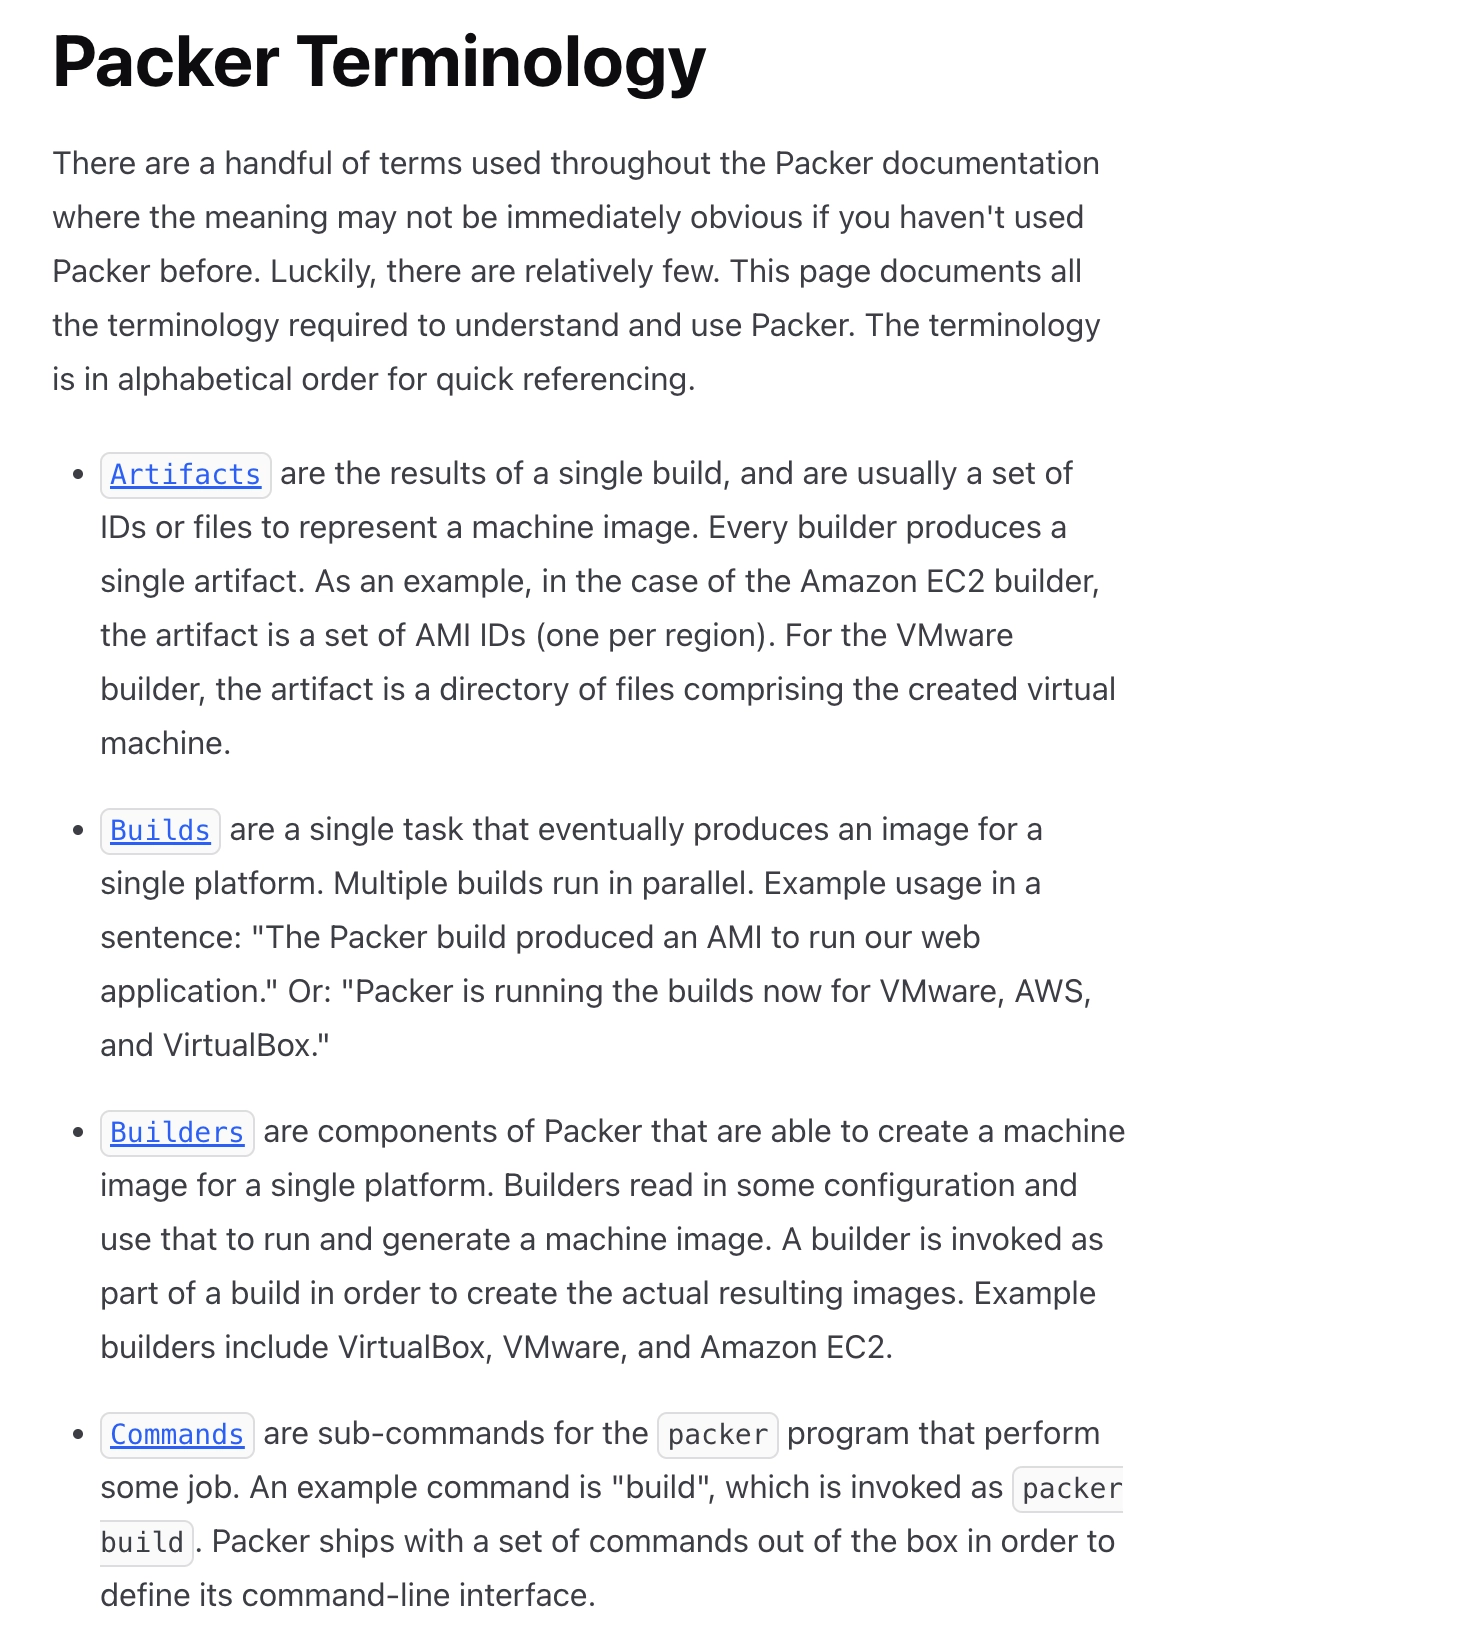 Packer Terminology
There are a handful of terms used throughout the Packer documentation
where the meaning may not be immediately obvious if you haven't used
Packer before. Luckily, there are relatively few. This page documents all
the terminology required to understand and use Packer. The terminology
is in alphabetical order for quick referencing.
• Artifacts are the results of a single build, and are usually a set of
IDs or files to represent a machine image. Every builder produces a
single artifact. As an example, in the case of the Amazon EC2 builder,
the artifact is a set of AMI IDs (one per region). For the VMware
builder, the artifact is a directory of files comprising the created virtual
machine.
• Builds are a single task that eventually produces an image for a
single platform. Multiple builds run in parallel. Example usage in a
sentence: "The Packer build produced an AMI to run our web
application." Or: "Packer is running the builds now for VMware, AWS,
and VirtualBox."
• Builders are components of Packer that are able to create a machine
image for a single platform. Builders read in some configuration and
use that to run and generate a machine image. A builder is invoked as
part of a build in order to create the actual resulting images. Example
builders include VirtualBox, VMware, and Amazon EC2.
• Commands are sub-commands for the packer program that perform
some job. An example command is "build", which is invoked as packer
build. Packer ships with a set of commands out of the box in order to
define its command-line interface.